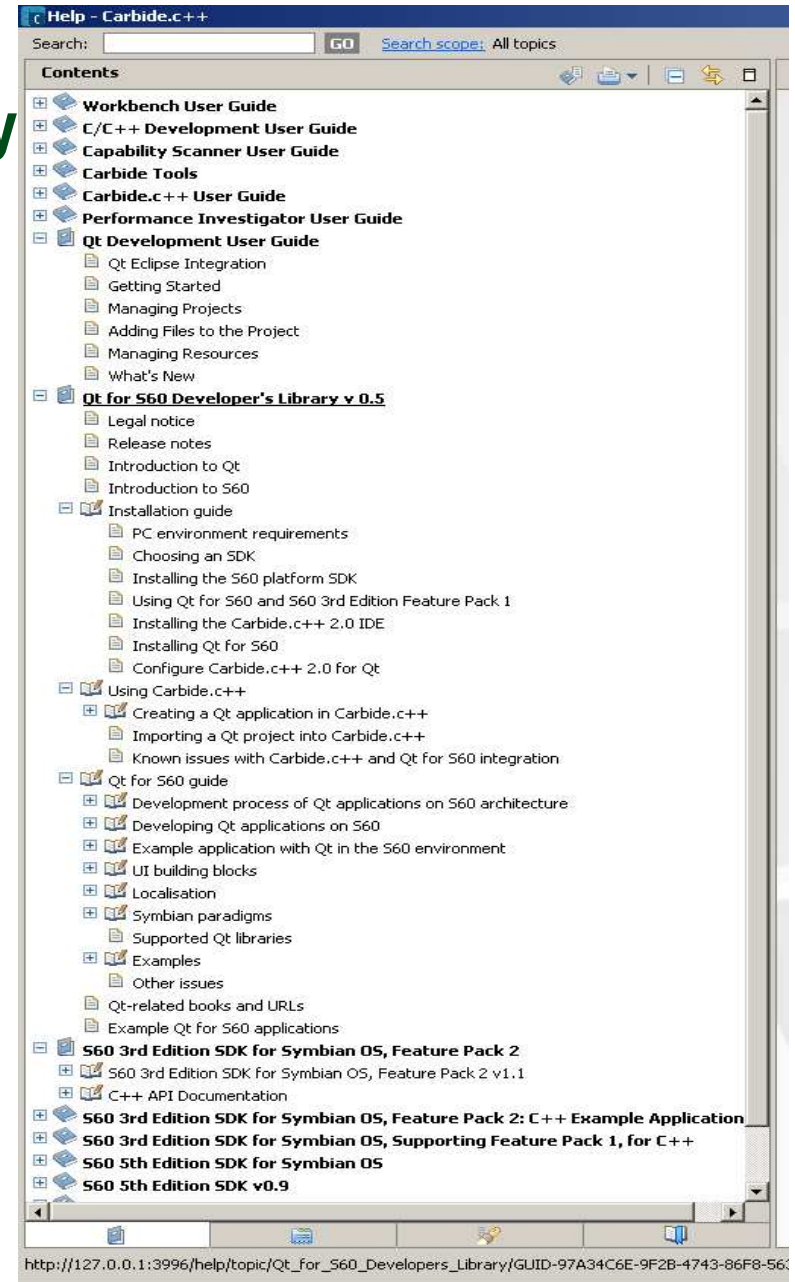 Help - Carbide.c++
Search: GO Search scope: All topics
Contents
y
Workbench User Guide
C/C++ Development User Guide
Capability Scanner User Guide
Carbide Tools
Carbide.c++ User Guide
Performance Investigator User Guide
Qt Development User Guide
Qt Eclipse Integration
Getting Started
Managing Projects
Adding Files to the Project
Managing Resources
What's New
Qt for S60 Developer's Library v 0.5
Legal notice
Release notes
Introduction to Qt
Introduction to S60
Installation guide
PC environment requirements
Choosing an SDK
Installing the S60 platform SDK
Using Qt for S60 and S60 3rd Edition Feature Pack 1
Installing the Carbide.c++ 2.0 IDE
Installing Qt for S60
Configure Carbide.c++ 2.0 for Qt
Using Carbide.c++
Creating a Qt application in Carbide.c++
Importing a Qt project into Carbide.c++
Known issues with Carbide.c++ and Qt for S60 integration
Qt for S60 guide
Development process of Qt applications on S60 architecture
Developing Qt applications on S60
Example application with Qt in the S60 environment
UI building blocks
Localisation
Symbian paradigms
Supported Qt libraries
Examples
Other issues
Qt-related books and URLs
Example Qt for S60 applications
S60 3rd Edition SDK for Symbian OS, Feature Pack 2
S60 3rd Edition SDK for Symbian OS, Feature Pack 2 v1.1
C++ API Documentation
S60 3rd Edition SDK for Symbian OS, Feature Pack 2: C++ Example Application
S60 3rd Edition SDK for Symbian OS, Supporting Feature Pack 1, for C++
S60 5th Edition SDK for Symbian OS
S60 5th Edition SDK v0.9
http://127.0.0.1:3996/help/topic/Qt_for_S60_Developers_Library/GUID-97A34C6E-9F2B-4743-86F8-563